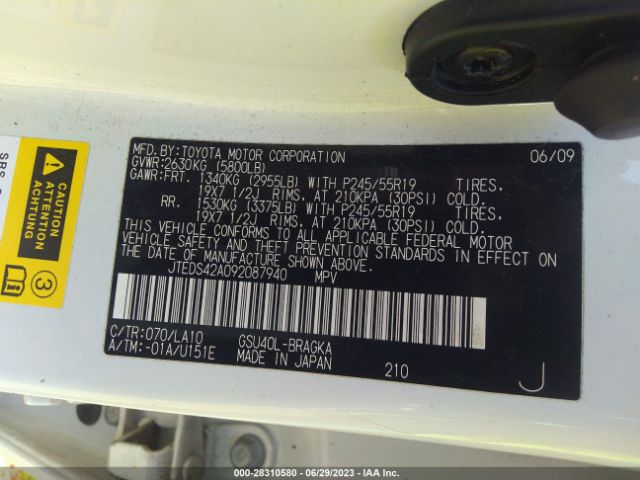 MFD. BY:TOYOTA MOTOR CORPORATION 06/09
GVWR:2630KG (5800LB)
GAWR:FRT. 1340KG (2955LB) WITH P245/55R19 TIRES.
19X7 1/2J RIMS. AT 210KPA (30PSI) COLD.
RR. 1530KG (3375LB) WITH P245/55R19 TIRES.
19X7 1/2J RIMS. AT 210KPA (30PSI) COLD.
THIS VEHICLE CONFORMS TO ALL APPLICABLE FEDERAL MOTOR
VEHICLE SAFETY AND THEFT PREVENTION STANDARDS IN EFFECT ON
THE DATE OF MANUFACTURE SHOWN ABOVE.
JTEDS42A092087940 MPV
C/TR:070/LA10 GSU40L-BRAGKA
A/TM:-01A/U151E MADE IN JAPAN 210 J
SRS
3
000-28310580 / 06/29/2023 / IAA Inc.